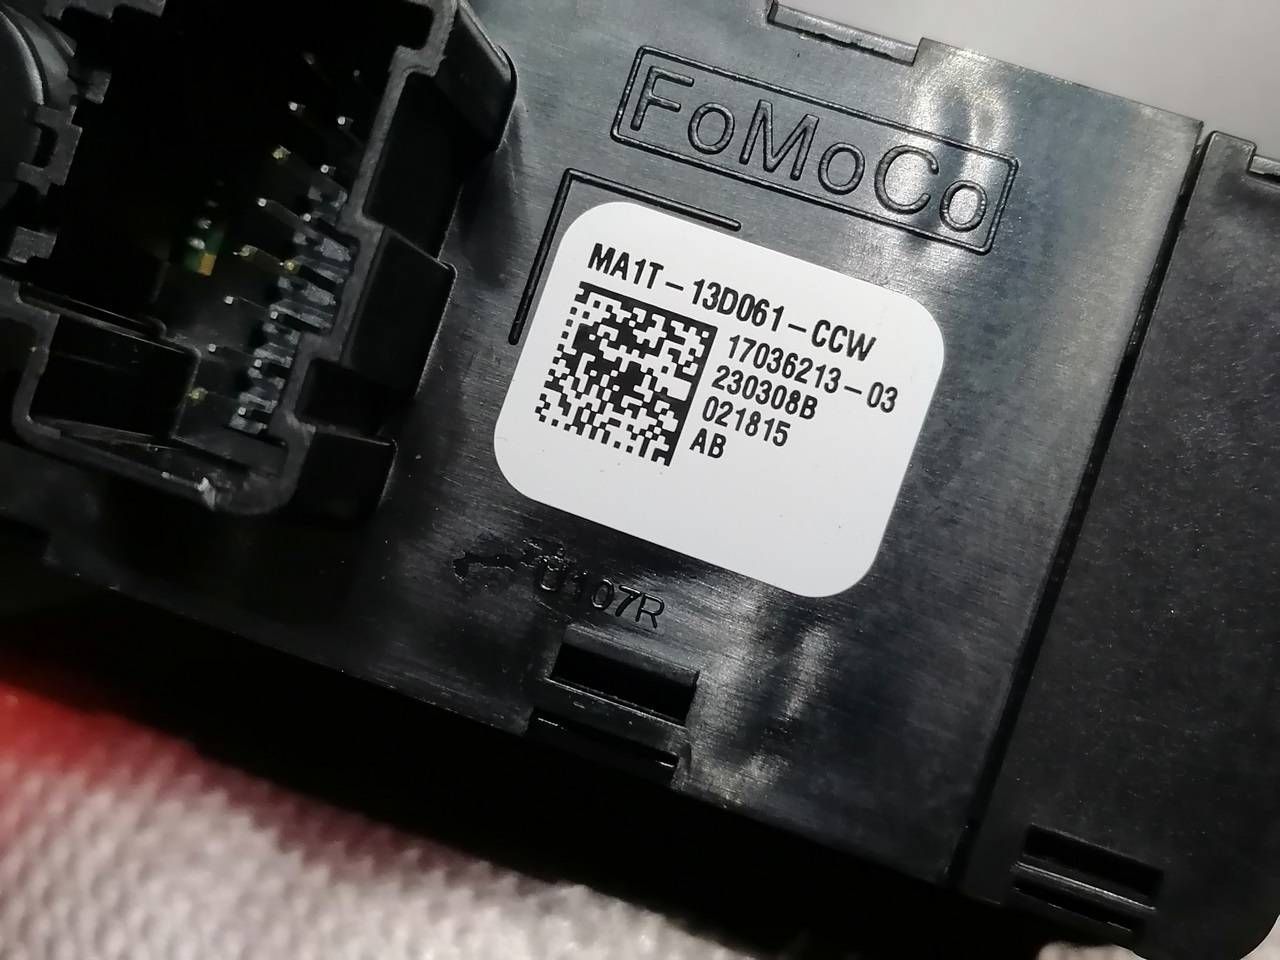 FoMoCo
MA1T-13D061-CCW
17036213-03
230308B
021815
AB
U107R